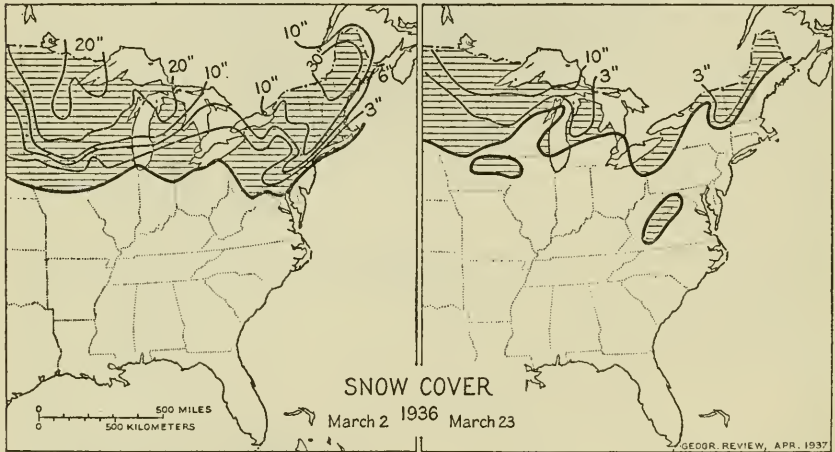 20"
20"
10"
10"
10"
30"
6"
3"
10"
3"
3"
SNOW COVER
March 2 1936 March 23
0 500 MILES
0 500 KILOMETERS
GEOGR. REVIEW, APR. 1937